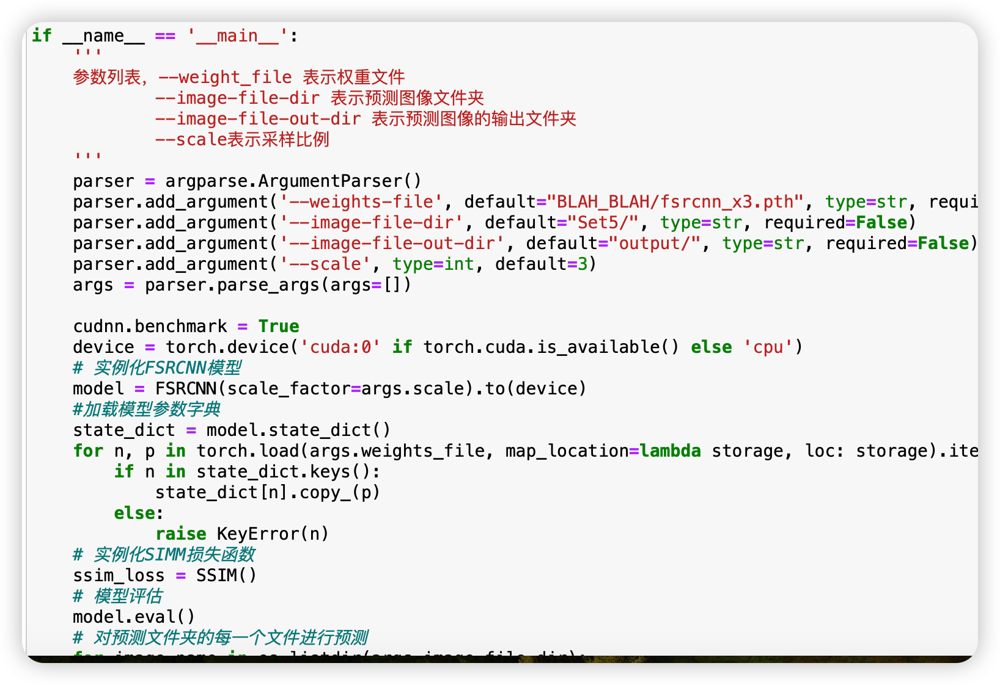 if __name__ == '__main__':
    '''
    参数列表，--weight_file 表示权重文件
            --image-file-dir 表示预测图像文件夹
            --image-file-out-dir 表示预测图像的输出文件夹
            --scale表示采样比例
    '''
    parser = argparse.ArgumentParser()
    parser.add_argument('--weights-file', default="BLAH_BLAH/fsrcnn_x3.pth", type=str, requi
    parser.add_argument('--image-file-dir', default="Set5/", type=str, required=False)
    parser.add_argument('--image-file-out-dir', default="output/", type=str, required=False)
    parser.add_argument('--scale', type=int, default=3)
    args = parser.parse_args(args=[])

    cudnn.benchmark = True
    device = torch.device('cuda:0' if torch.cuda.is_available() else 'cpu')
    # 实例化FSRCNN模型
    model = FSRCNN(scale_factor=args.scale).to(device)
    #加载模型参数字典
    state_dict = model.state_dict()
    for n, p in torch.load(args.weights_file, map_location=lambda storage, loc: storage).ite
        if n in state_dict.keys():
            state_dict[n].copy_(p)
        else:
            raise KeyError(n)
    # 实例化SIMM损失函数
    ssim_loss = SSIM()
    # 模型评估
    model.eval()
    # 对预测文件夹的每一个文件进行预测
    for image_name in os.listdir(args.image_file_dir):